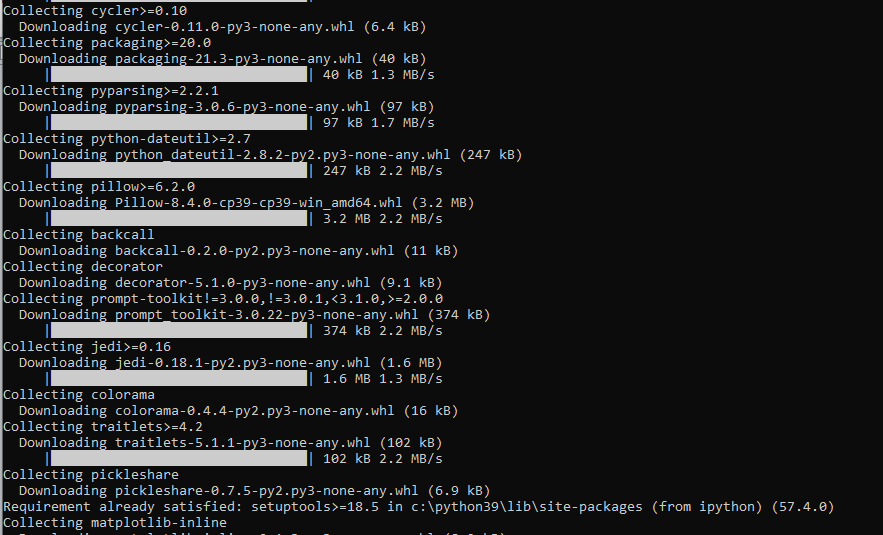 Collecting cycler>=0.10
Downloading cycler-0.11.0-py3-none-any.whl (6.4 kB)
Collecting packaging>=20.0
Downloading packaging-21.3-py3-none-any.whl (40 kB)
| | 40 kB 1.3 MB/s
Collecting pyparsing>=2.2.1
Downloading pyparsing-3.0.6-py3-none-any.whl (97 kB)
| | 97 kB 1.7 MB/s
Collecting python-dateutil>=2.7
Downloading python_dateutil-2.8.2-py2.py3-none-any.whl (247 kB)
| | 247 kB 2.2 MB/s
Collecting pillow>=6.2.0
Downloading Pillow-8.4.0-cp39-cp39-win_amd64.whl (3.2 MB)
| | 3.2 MB 2.2 MB/s
Collecting backcall
Downloading backcall-0.2.0-py2.py3-none-any.whl (11 kB)
Collecting decorator
Downloading decorator-5.1.0-py3-none-any.whl (9.1 kB)
Collecting prompt-toolkit!=3.0.0,!=3.0.1,<3.1.0,>=2.0.0
Downloading prompt_toolkit-3.0.22-py3-none-any.whl (374 kB)
| | 374 kB 2.2 MB/s
Collecting jedi>=0.16
Downloading jedi-0.18.1-py2.py3-none-any.whl (1.6 MB)
| | 1.6 MB 1.3 MB/s
Collecting colorama
Downloading colorama-0.4.4-py2.py3-none-any.whl (16 kB)
Collecting traitlets>=4.2
Downloading traitlets-5.1.1-py3-none-any.whl (102 kB)
| | 102 kB 2.2 MB/s
Collecting pickleshare
Downloading pickleshare-0.7.5-py2.py3-none-any.whl (6.9 kB)
Requirement already satisfied: setuptools>=18.5 in c:\python39\lib\site-packages (from ipython) (57.4.0)
Collecting matplotlib-inline